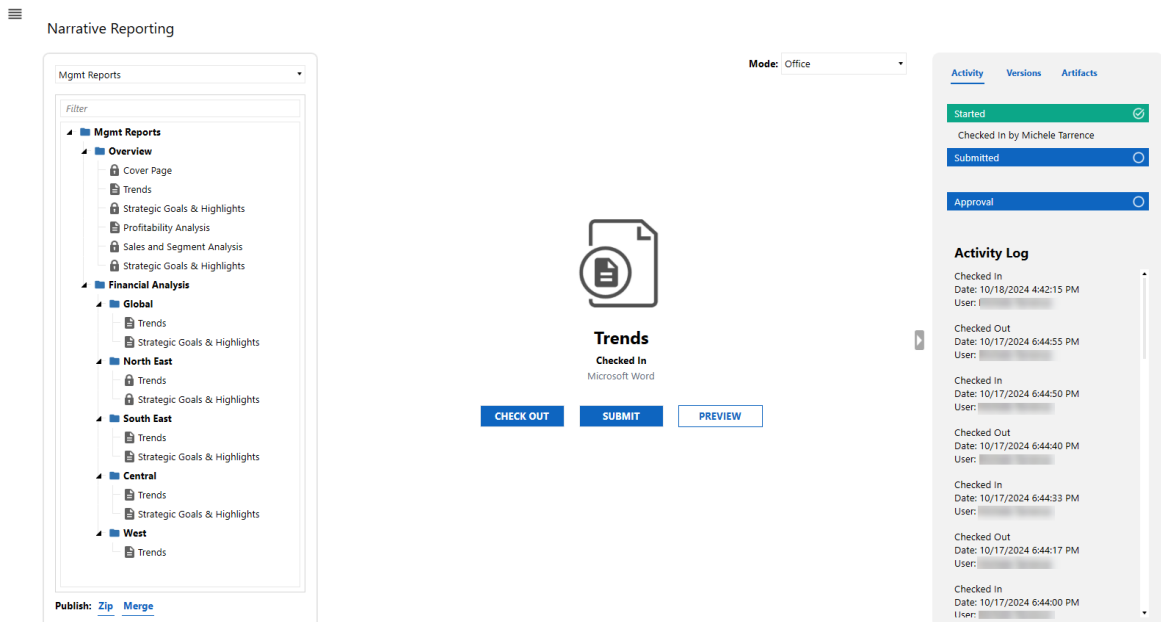 Narrative Reporting
Mgmt Reports
Filter
Mgmt Reports
Overview
Cover Page
Trends
Strategic Goals & Highlights
Profitability Analysis
Sales and Segment Analysis
Strategic Goals & Highlights
Financial Analysis
Global
Trends
Strategic Goals & Highlights
North East
Trends
Strategic Goals & Highlights
South East
Trends
Strategic Goals & Highlights
Central
Trends
Strategic Goals & Highlights
West
Trends
Publish: Zip Merge
Mode: Office
Trends
Checked In
Microsoft Word
CHECK OUT SUBMIT PREVIEW
Activity Versions Artifacts
Started
Checked In by Michele Tarrence
Submitted
Approval
Activity Log
Checked In
Date: 10/18/2024 4:42:15 PM
User:
Checked Out
Date: 10/17/2024 6:44:55 PM
User:
Checked In
Date: 10/17/2024 6:44:50 PM
User:
Checked Out
Date: 10/17/2024 6:44:40 PM
User:
Checked In
Date: 10/17/2024 6:44:33 PM
User:
Checked Out
Date: 10/17/2024 6:44:17 PM
User:
Checked In
Date: 10/17/2024 6:44:00 PM
User: